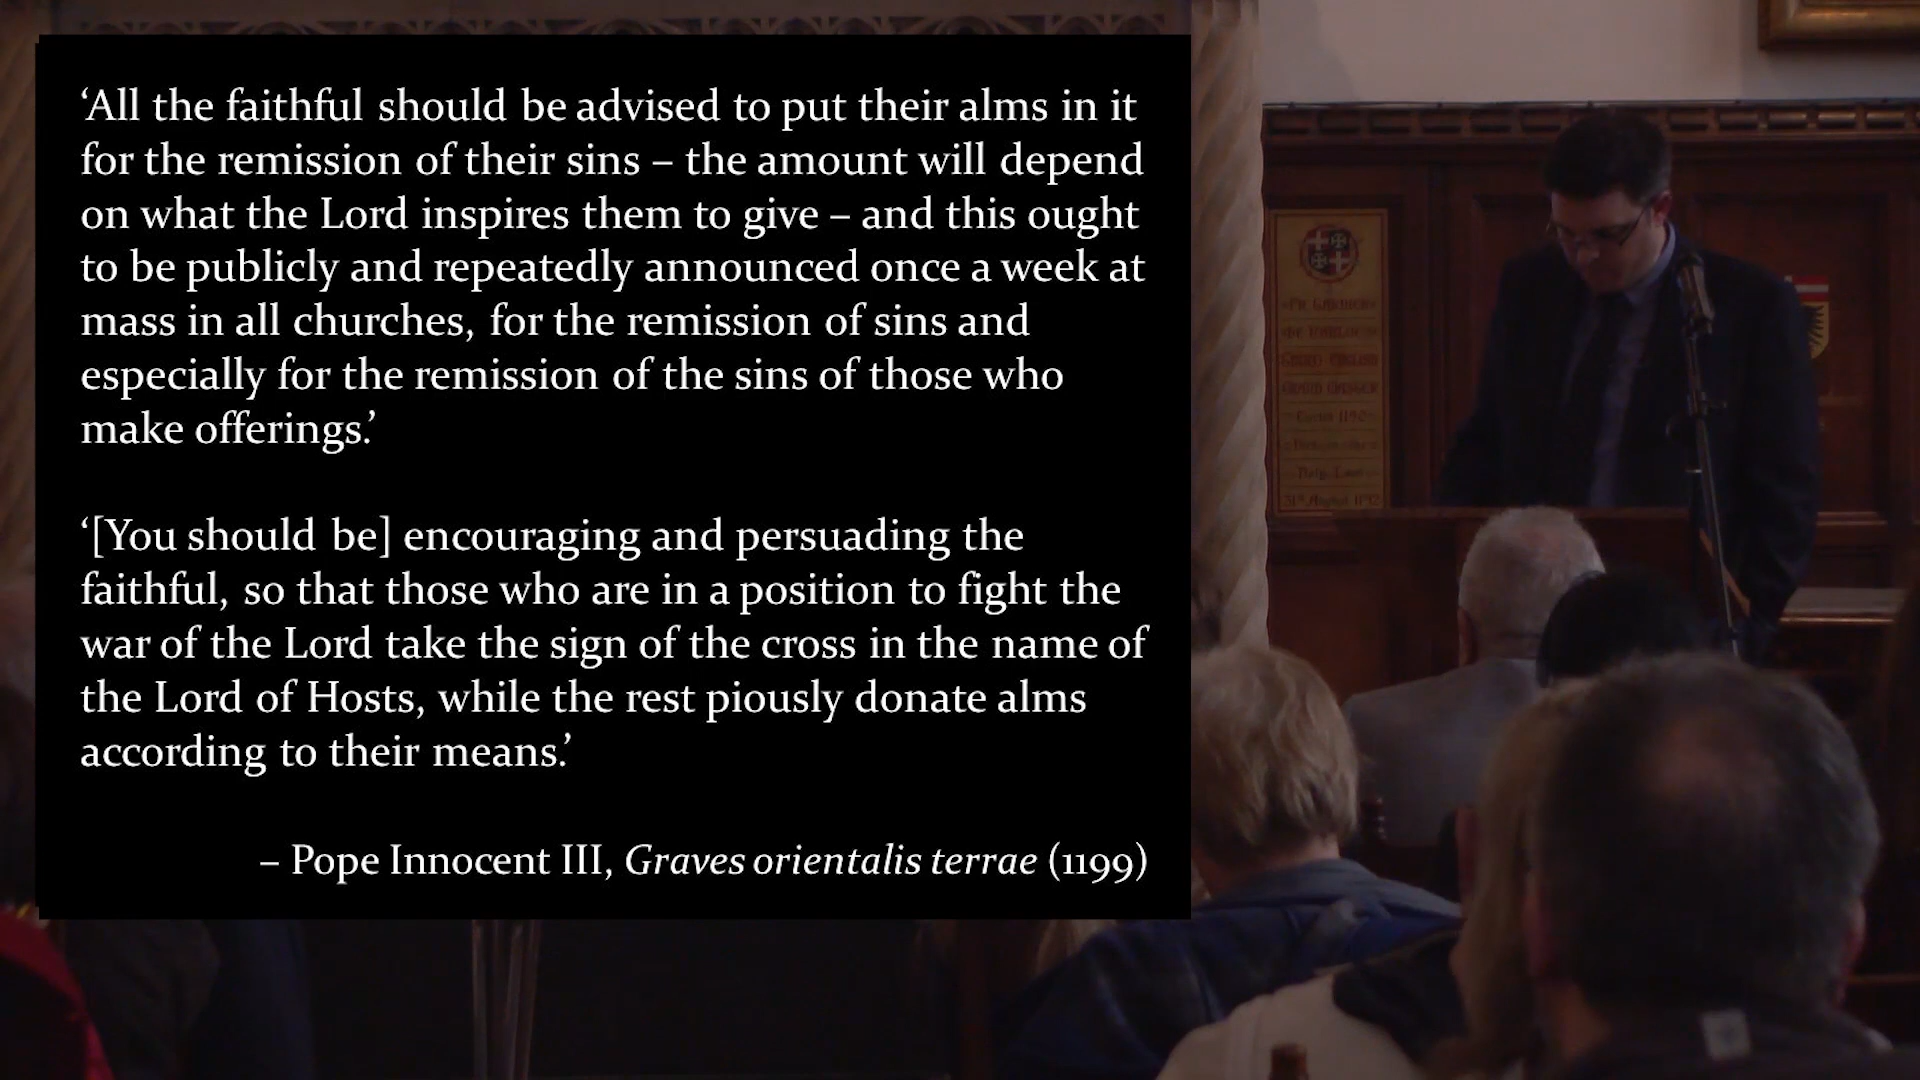 ‘All the faithful should be advised to put their alms in it
for the remission of their sins – the amount will depend
on what the Lord inspires them to give – and this ought
to be publicly and repeatedly announced once a week at
mass in all churches, for the remission of sins and
especially for the remission of the sins of those who
make offerings.’
‘[You should be] encouraging and persuading the
faithful, so that those who are in a position to fight the
war of the Lord take the sign of the cross in the name of
the Lord of Hosts, while the rest piously donate alms
according to their means.’
– Pope Innocent III, Graves orientalis terrae (1199)